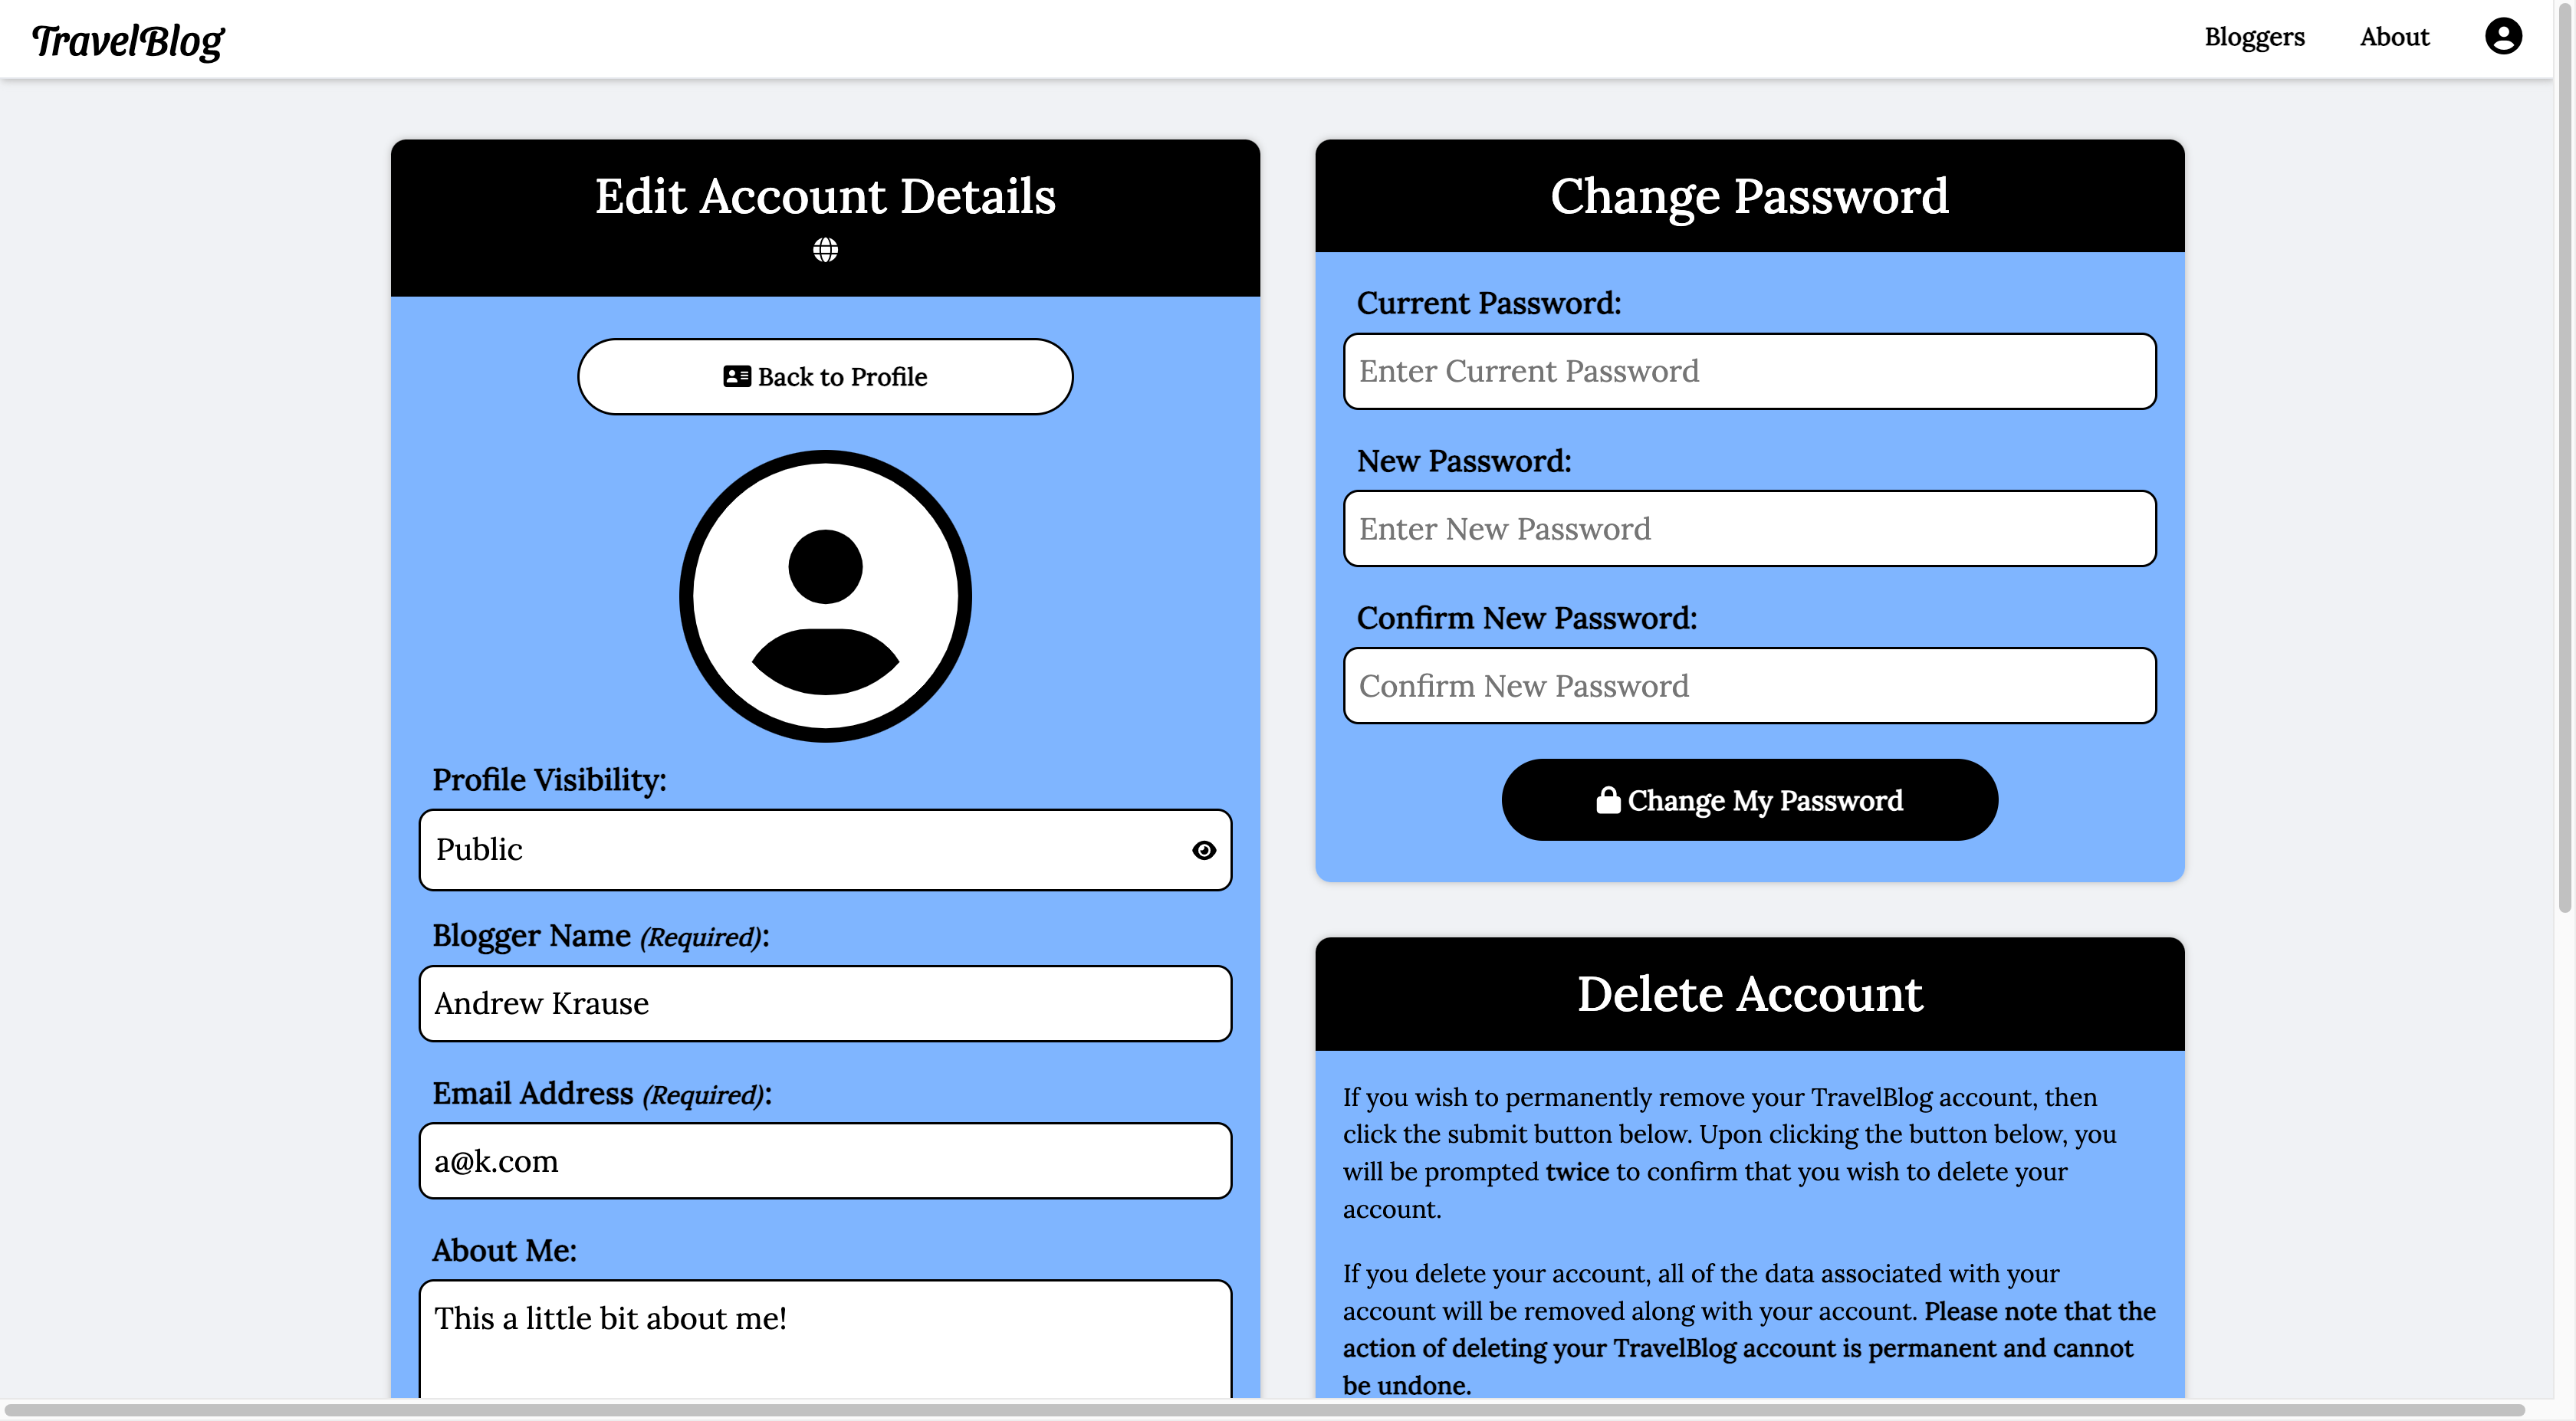 TravelBlog
Bloggers
About
Edit Account Details
Back to Profile
Profile Visibility:
Public
Blogger Name (Required):
Andrew Krause
Email Address (Required):
a@k.com
About Me:
This a little bit about me!
Change Password
Current Password:
Enter Current Password
New Password:
Enter New Password
Confirm New Password:
Confirm New Password
Change My Password
Delete Account
If you wish to permanently remove your TravelBlog account, then
click the submit button below. Upon clicking the button below, you
will be prompted twice to confirm that you wish to delete your
account.
If you delete your account, all of the data associated with your
account will be removed along with your account. Please note that the
action of deleting your TravelBlog account is permanent and cannot
be undone.